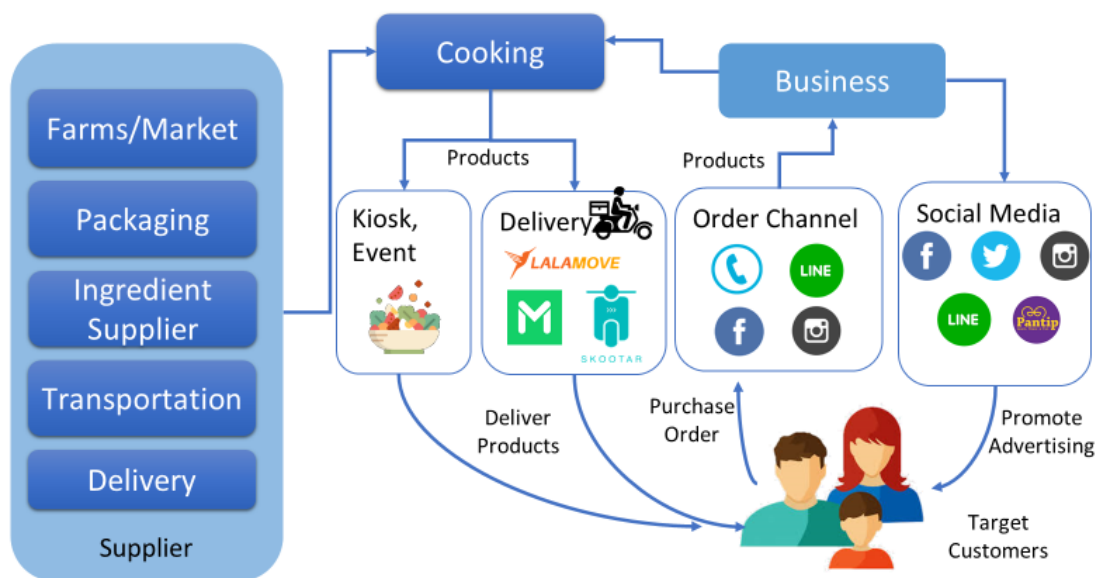 Cooking
Business
Farms/Market
Packaging
Ingredient
Supplier
Transportation
Delivery
Supplier
Products
Products
Kiosk,
Event
Delivery
LALAMOVE
M
SKOOTAR
Order Channel
LINE
f
Social Media
f
LINE
Pantip
Deliver
Products
Purchase
Order
Promote
Advertising
Target
Customers